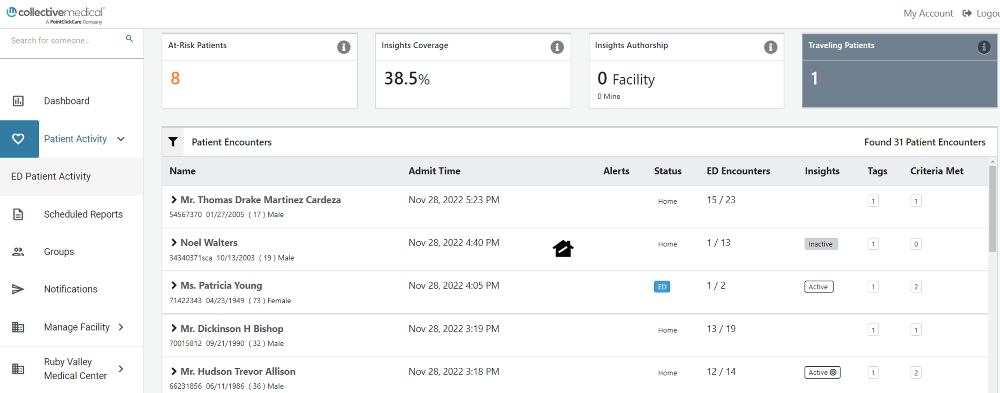 collectivemedical®
A PointClickCare® Company
My Account Logou
Search for someone...
At-Risk Patients
8
Insights Coverage
38.5%
Insights Authorship
0 Facility
0 Mine
Traveling Patients
1
Dashboard
Patient Activity
ED Patient Activity
Scheduled Reports
Groups
Notifications
Manage Facility
Ruby Valley
Medical Center
Patient Encounters Found 31 Patient Encounters
Name Admit Time Alerts Status ED Encounters Insights Tags Criteria Met
Mr. Thomas Drake Martinez Cardeza Nov 28, 2022 5:23 PM Home 15 / 23 1 1
54567370 01/27/2005 ( 17 ) Male
Noel Walters Nov 28, 2022 4:40 PM Home 1 / 13 Inactive 1 0
34340371sca 10/13/2003 ( 19 ) Male
Ms. Patricia Young Nov 28, 2022 4:05 PM ED 1 / 2 Active 1 2
71422343 04/23/1949 ( 73 ) Female
Mr. Dickinson H Bishop Nov 28, 2022 3:19 PM Home 13 / 19 1 1
70015812 09/21/1990 ( 32 ) Male
Mr. Hudson Trevor Allison Nov 28, 2022 3:18 PM Home 12 / 14 Active 1 2
66231856 06/11/1986 ( 36 ) Male